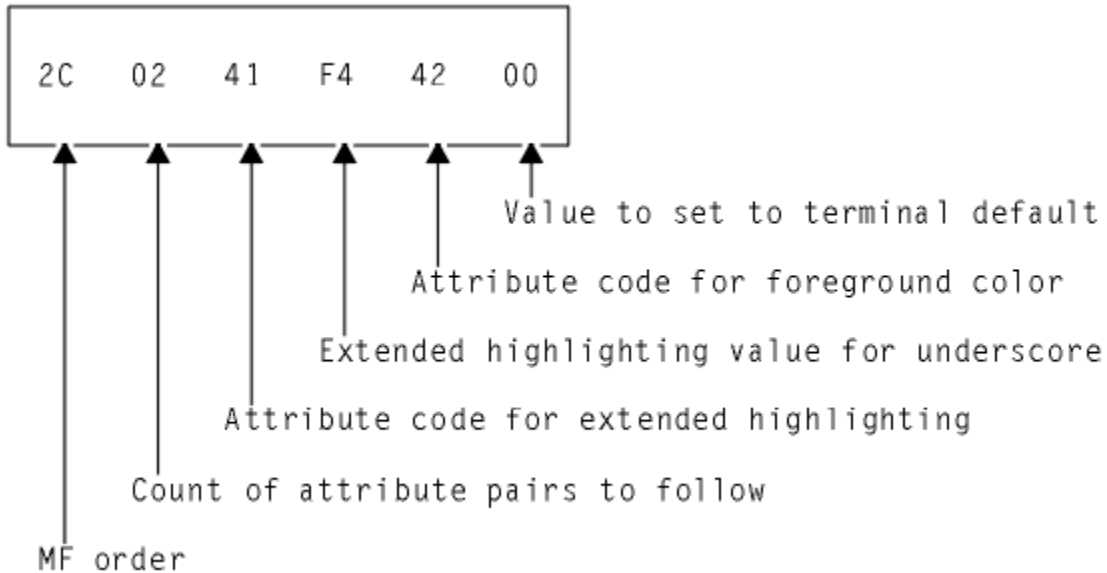 2C 02 41 F4 42 00
Value to set to terminal default
Attribute code for foreground color
Extended highlighting value for underscore
Attribute code for extended highlighting
Count of attribute pairs to follow
MF order